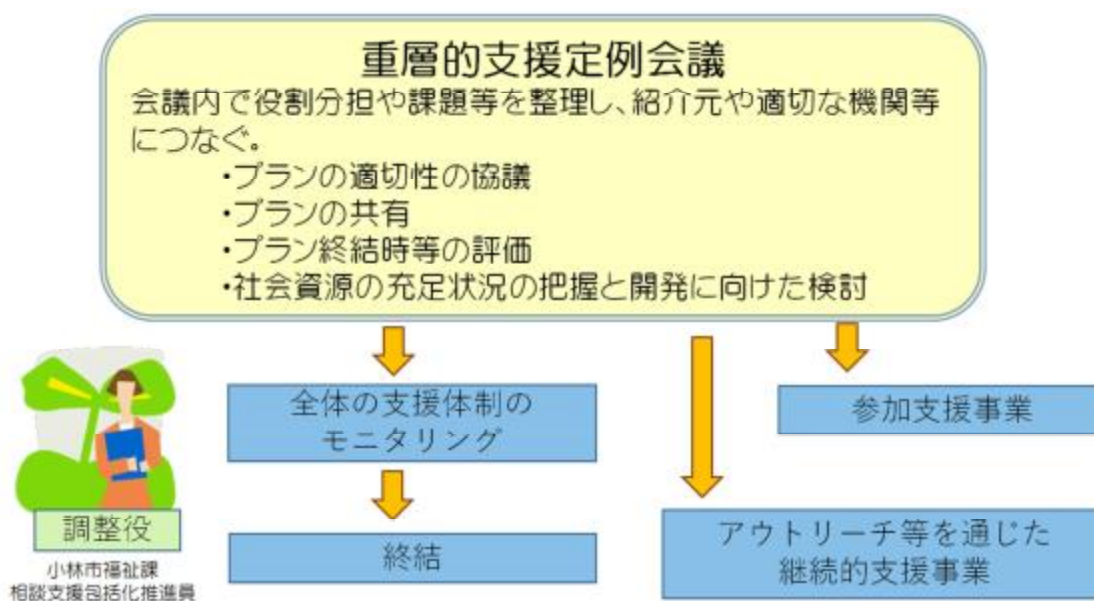 重層的支援定例会議
会議内で役割分担や課題等を整理し、紹介元や適切な機関等
につなぐ。
・プランの適切性の協議
・プランの共有
・プラン終結時等の評価
・社会資源の充足状況の把握と開発に向けた検討
全体の支援体制の
モニタリング
参加支援事業
調整役
小林市福祉課
相談支援包括化推進員
終結
アウトリーチ等を通じた
継続的支援事業